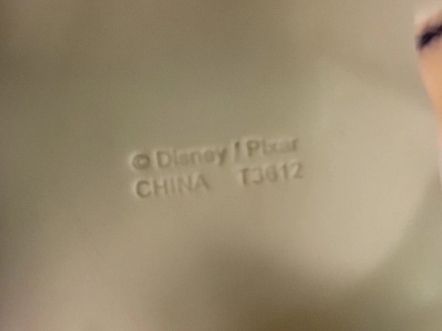 © Disney / Pixar
CHINA T3612